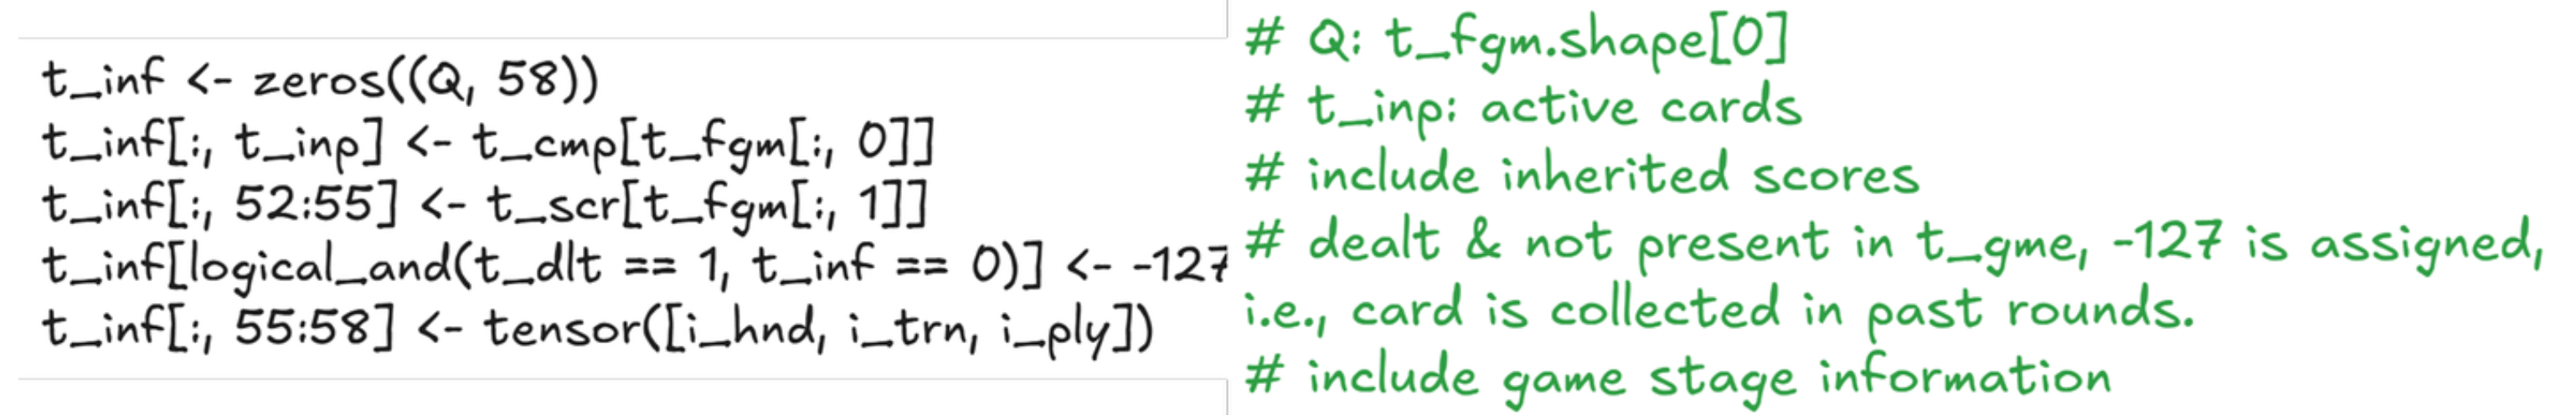 t_inf <- zeros((Q, 58))
t_inf[:, t_inp] <- t_cmp[t_fgm[:, 0]]
t_inf[:, 52:55] <- t_scr[t_fgm[:, 1]]
t_inf[logical_and(t_dlt == 1, t_inf == 0)] <- -127
t_inf[:, 55:58] <- tensor([i_hnd, i_trn, i_ply])
# Q: t_fgm.shape[0]
# t_inp: active cards
# include inherited scores
# dealt & not present in t_gme, -127 is assigned,
i.e., card is collected in past rounds.
# include game stage information